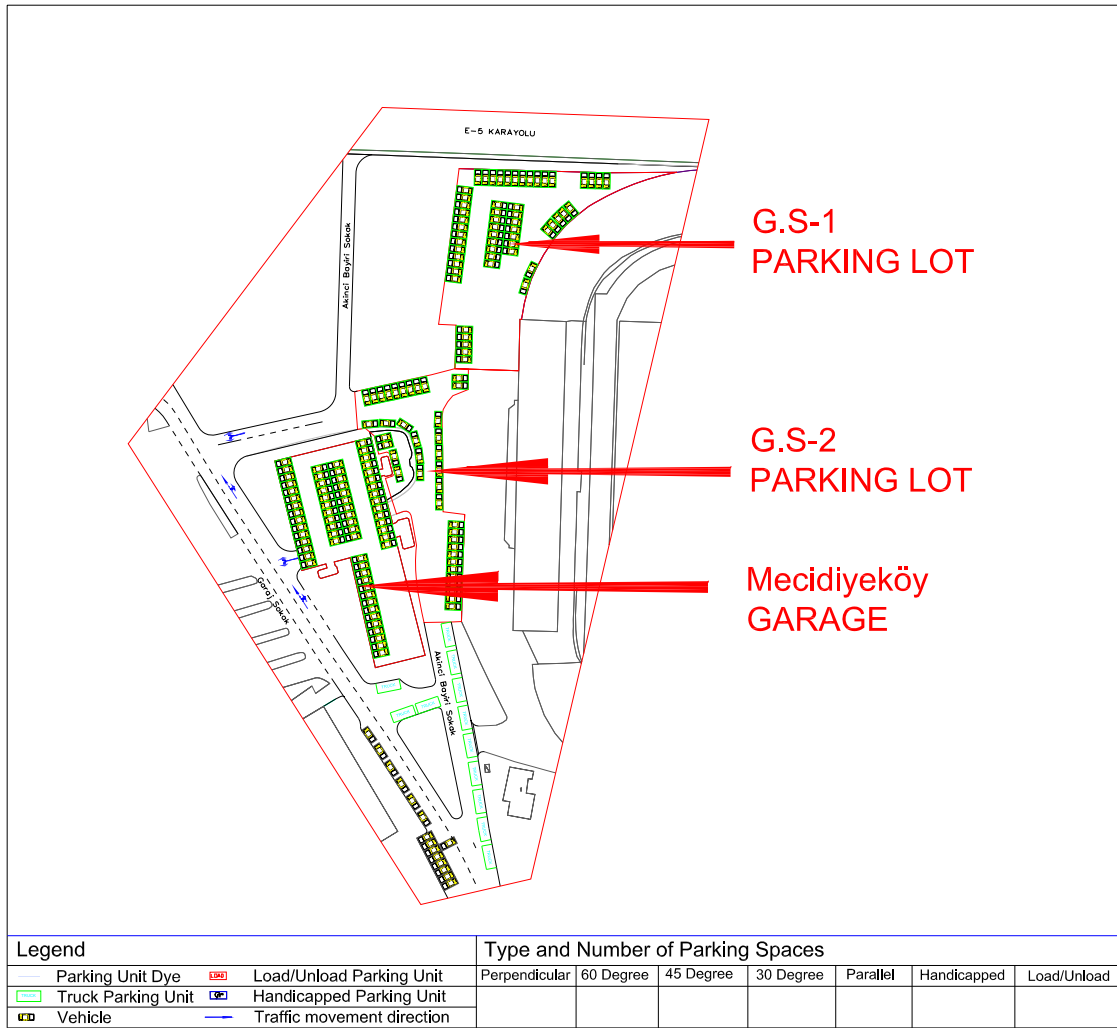 E-5 KARAYOLU
Akinci Bayiri Sokak
G.S-1
PARKING LOT
G.S-2
PARKING LOT
Mecidiyeköy
GARAGE
Garaj Sokak
Akinci Bayiri Sokak
Legend
Parking Unit Dye
LOAD Load/Unload Parking Unit
Truck Parking Unit
Handicapped Parking Unit
Vehicle
Traffic movement direction
Type and Number of Parking Spaces
Perpendicular 60 Degree 45 Degree 30 Degree Parallel Handicapped Load/Unload